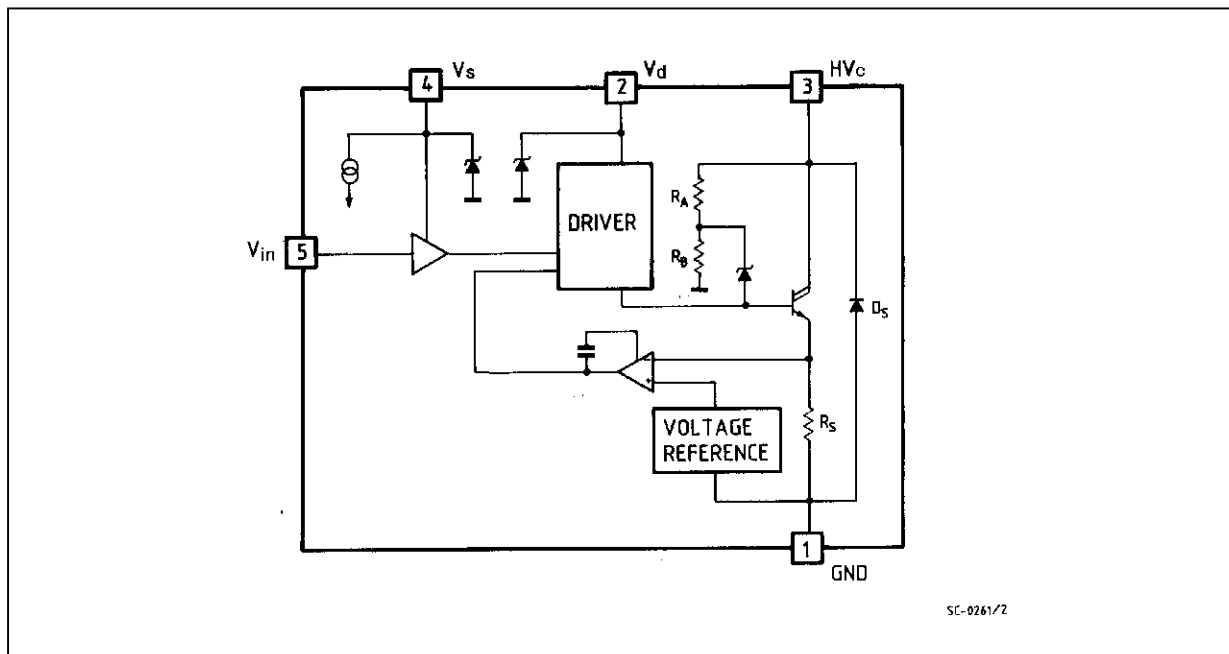 4 Vs
2 Vd
3 HVc
RA
DRIVER
Vin 5
RB
DS
-
+
RS
VOLTAGE
REFERENCE
1
GND
SC-0261/2